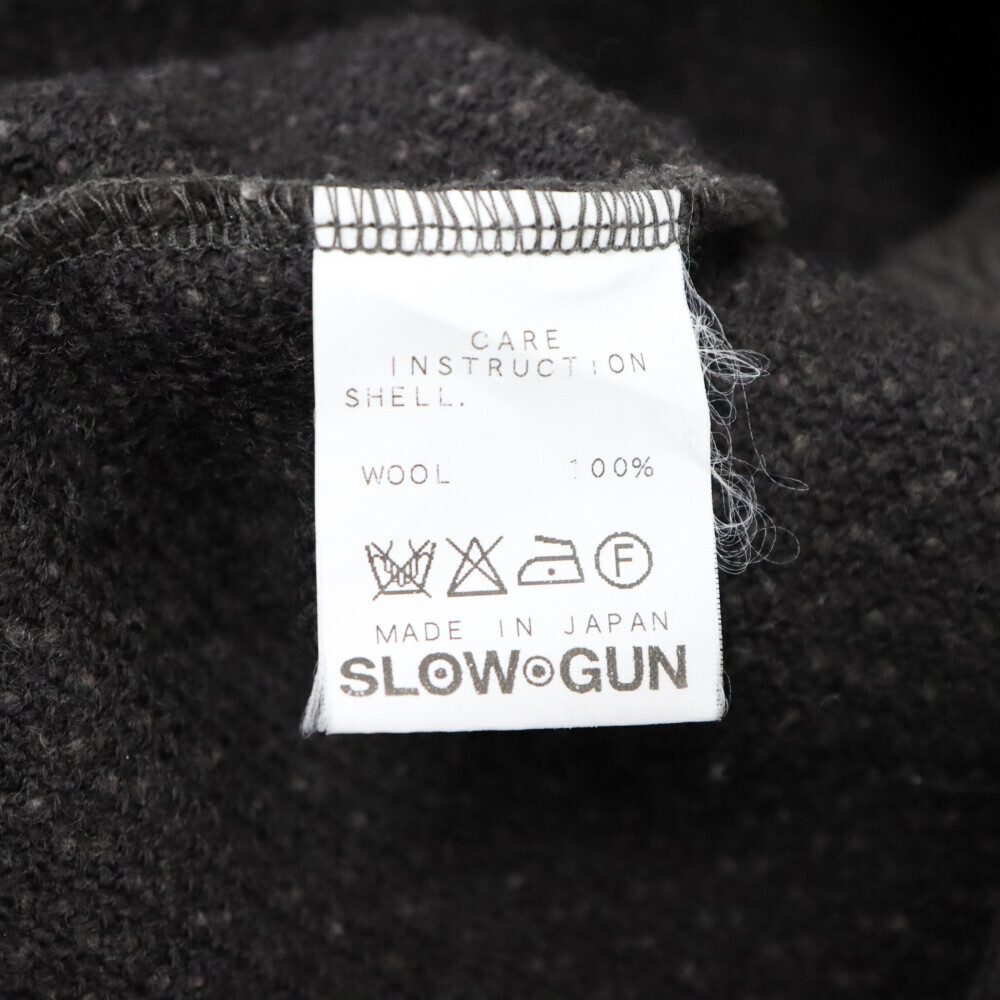 CARE
INSTRUCTION
SHELL.
WOOL 100%
F
MADE IN JAPAN
SLOW GUN